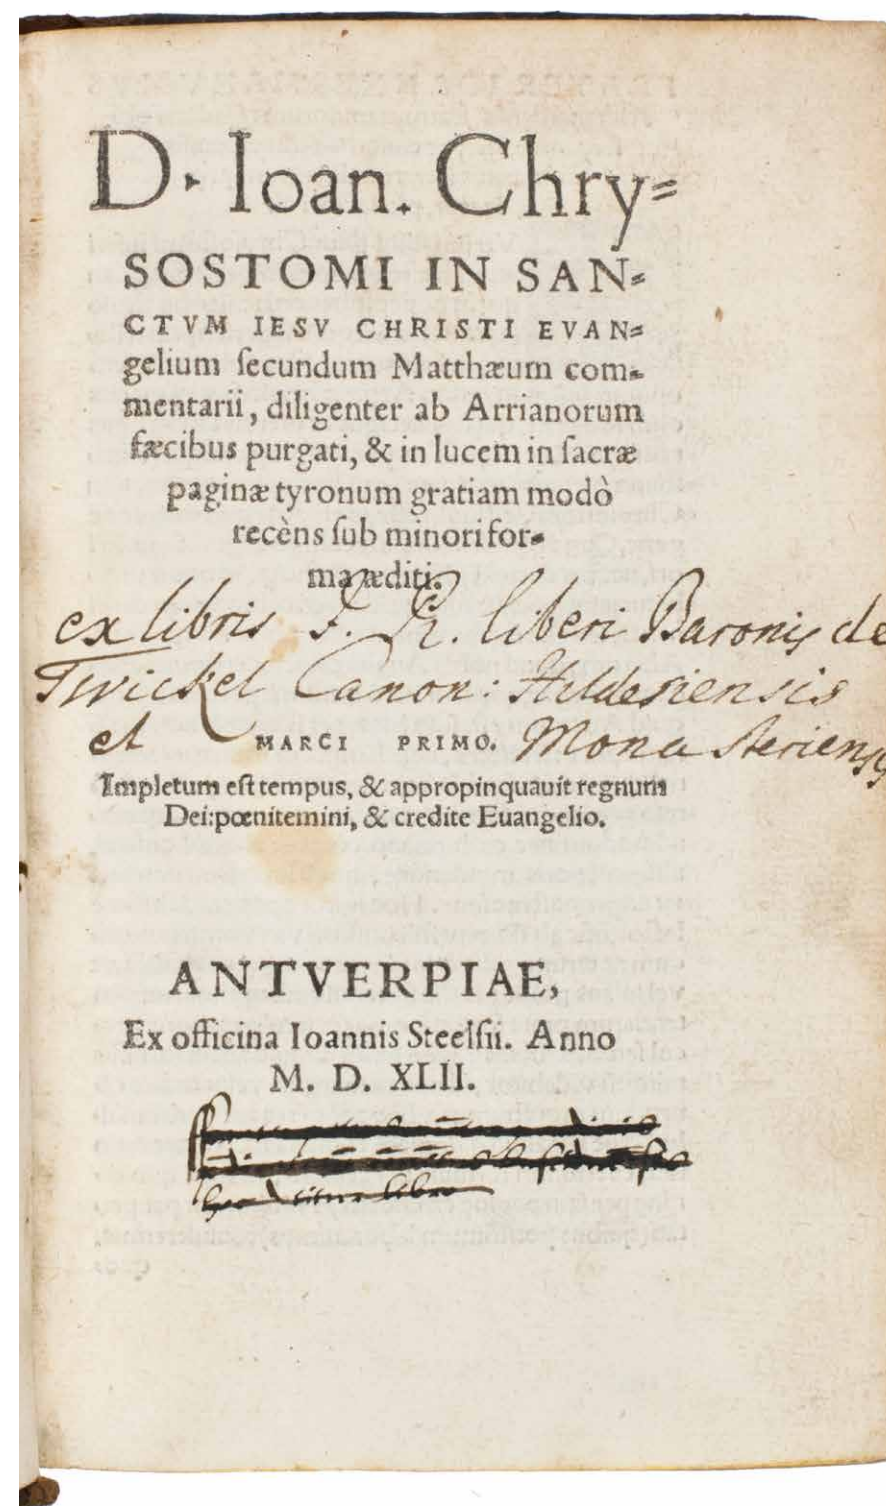 D. Ioan. Chry⸗
SOSTOMI IN SAN⸗
CTVM IESV CHRISTI EVAN⸗
gelium ſecundum Matthæum com⸗
mentarii, diligenter ab Arrianorum
fæcibus purgati, & in lucem in ſacræ
paginæ tyronum gratiam modò
recèns ſub minori for⸗
ma æditi.
ex libris F. R. liberi Baronis de
Twickel Canon: Hildesiensis
et Monasteriensis
MARCI PRIMO.
Impletum eſt tempus, & appropinquauit regnum
Dei: pœnitemini, & credite Euangelio.
ANTVERPIAE,
Ex officina Ioannis Steelſii. Anno
M. D. XLII.
libro